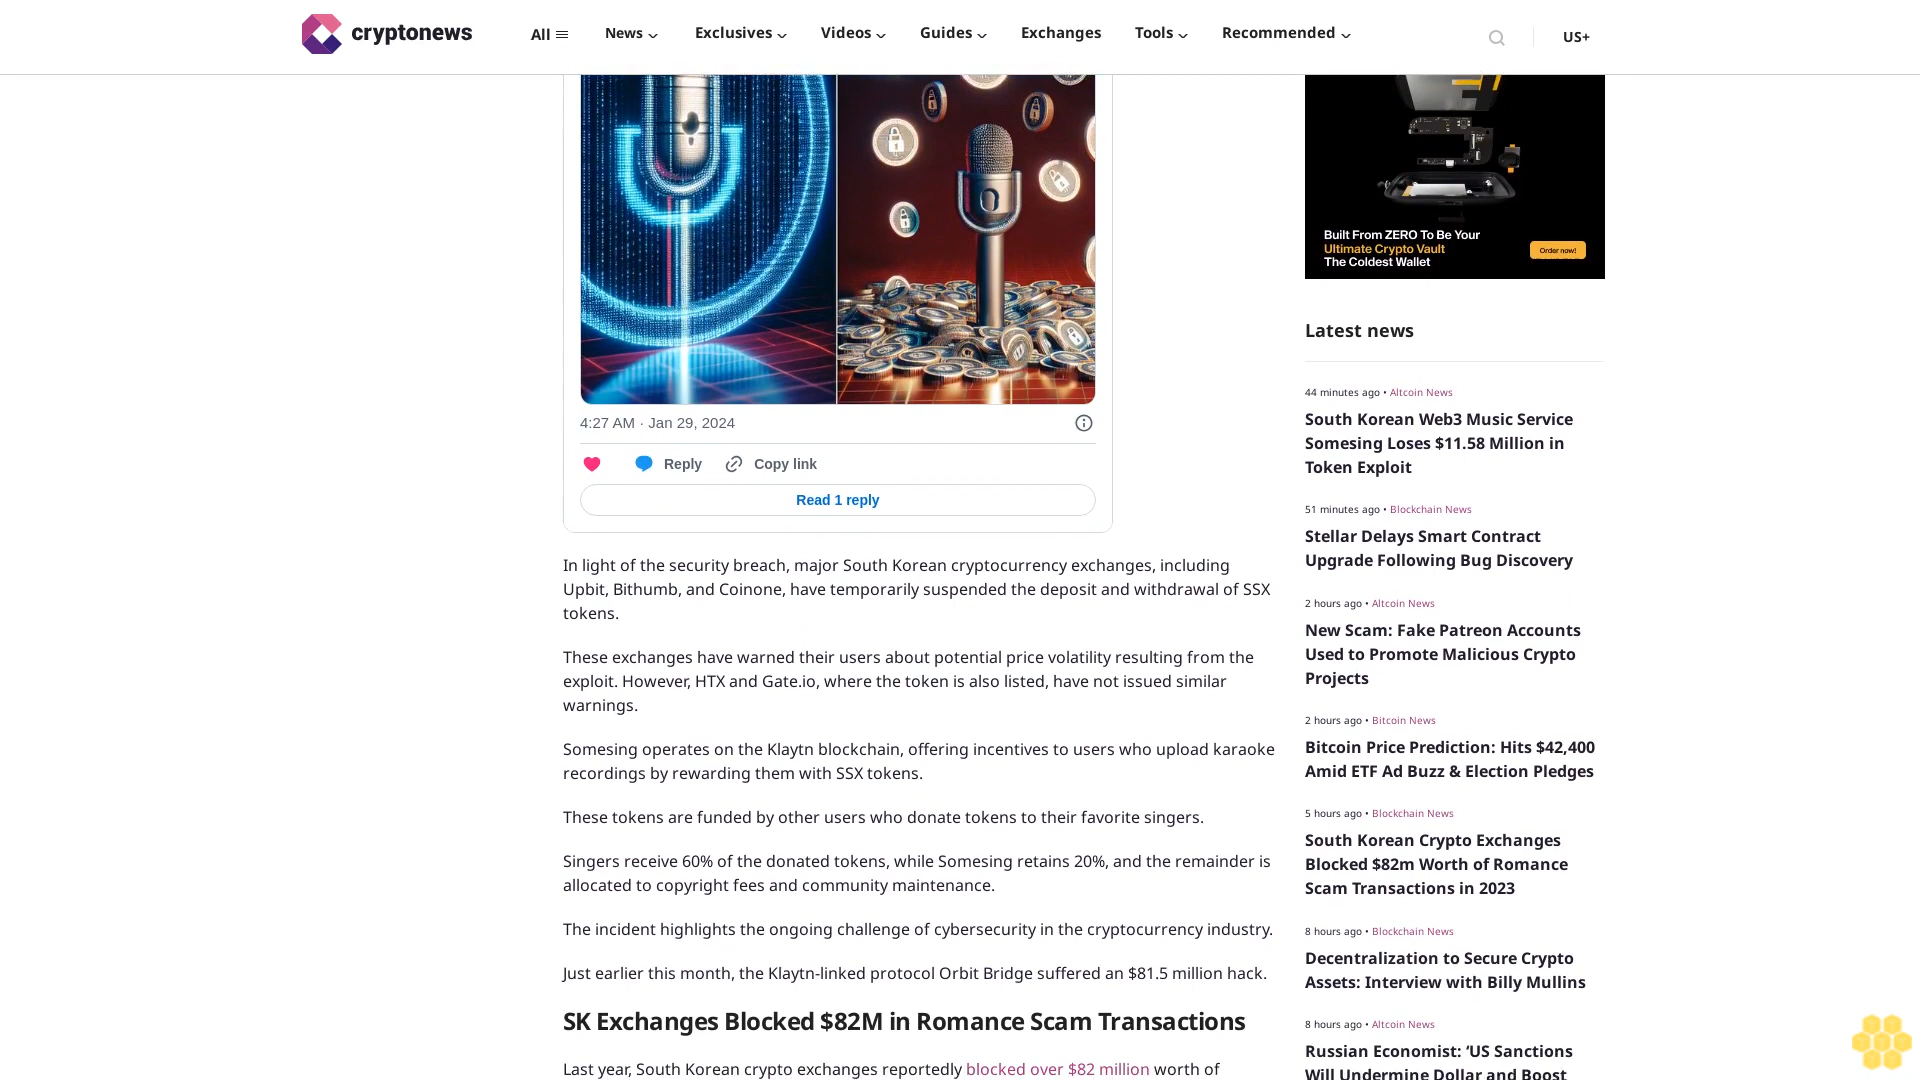 cryptonews
All
News
Exclusives
Videos
Guides
Exchanges
Tools
Recommended
US+
4:27 AM · Jan 29, 2024
Reply
Copy link
Read 1 reply
In light of the security breach, major South Korean cryptocurrency exchanges, including
Upbit, Bithumb, and Coinone, have temporarily suspended the deposit and withdrawal of SSX
tokens.
These exchanges have warned their users about potential price volatility resulting from the
exploit. However, HTX and Gate.io, where the token is also listed, have not issued similar
warnings.
Somesing operates on the Klaytn blockchain, offering incentives to users who upload karaoke
recordings by rewarding them with SSX tokens.
These tokens are funded by other users who donate tokens to their favorite singers.
Singers receive 60% of the donated tokens, while Somesing retains 20%, and the remainder is
allocated to copyright fees and community maintenance.
The incident highlights the ongoing challenge of cybersecurity in the cryptocurrency industry.
Just earlier this month, the Klaytn-linked protocol Orbit Bridge suffered an $81.5 million hack.
SK Exchanges Blocked $82M in Romance Scam Transactions
Last year, South Korean crypto exchanges reportedly blocked over $82 million worth of
Built From ZERO To Be Your
Ultimate Crypto Vault
The Coldest Wallet
Order now!
Latest news
44 minutes ago • Altcoin News
South Korean Web3 Music Service
Somesing Loses $11.58 Million in
Token Exploit
51 minutes ago • Blockchain News
Stellar Delays Smart Contract
Upgrade Following Bug Discovery
2 hours ago • Altcoin News
New Scam: Fake Patreon Accounts
Used to Promote Malicious Crypto
Projects
2 hours ago • Bitcoin News
Bitcoin Price Prediction: Hits $42,400
Amid ETF Ad Buzz & Election Pledges
5 hours ago • Blockchain News
South Korean Crypto Exchanges
Blocked $82m Worth of Romance
Scam Transactions in 2023
8 hours ago • Blockchain News
Decentralization to Secure Crypto
Assets: Interview with Billy Mullins
8 hours ago • Altcoin News
Russian Economist: ‘US Sanctions
Will Undermine Dollar and Boost